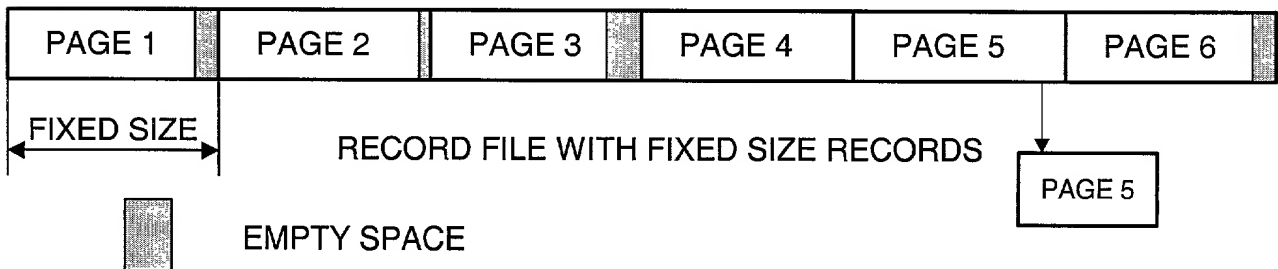 PAGE 1 PAGE 2 PAGE 3 PAGE 4 PAGE 5 PAGE 6
FIXED SIZE
RECORD FILE WITH FIXED SIZE RECORDS
PAGE 5
EMPTY SPACE